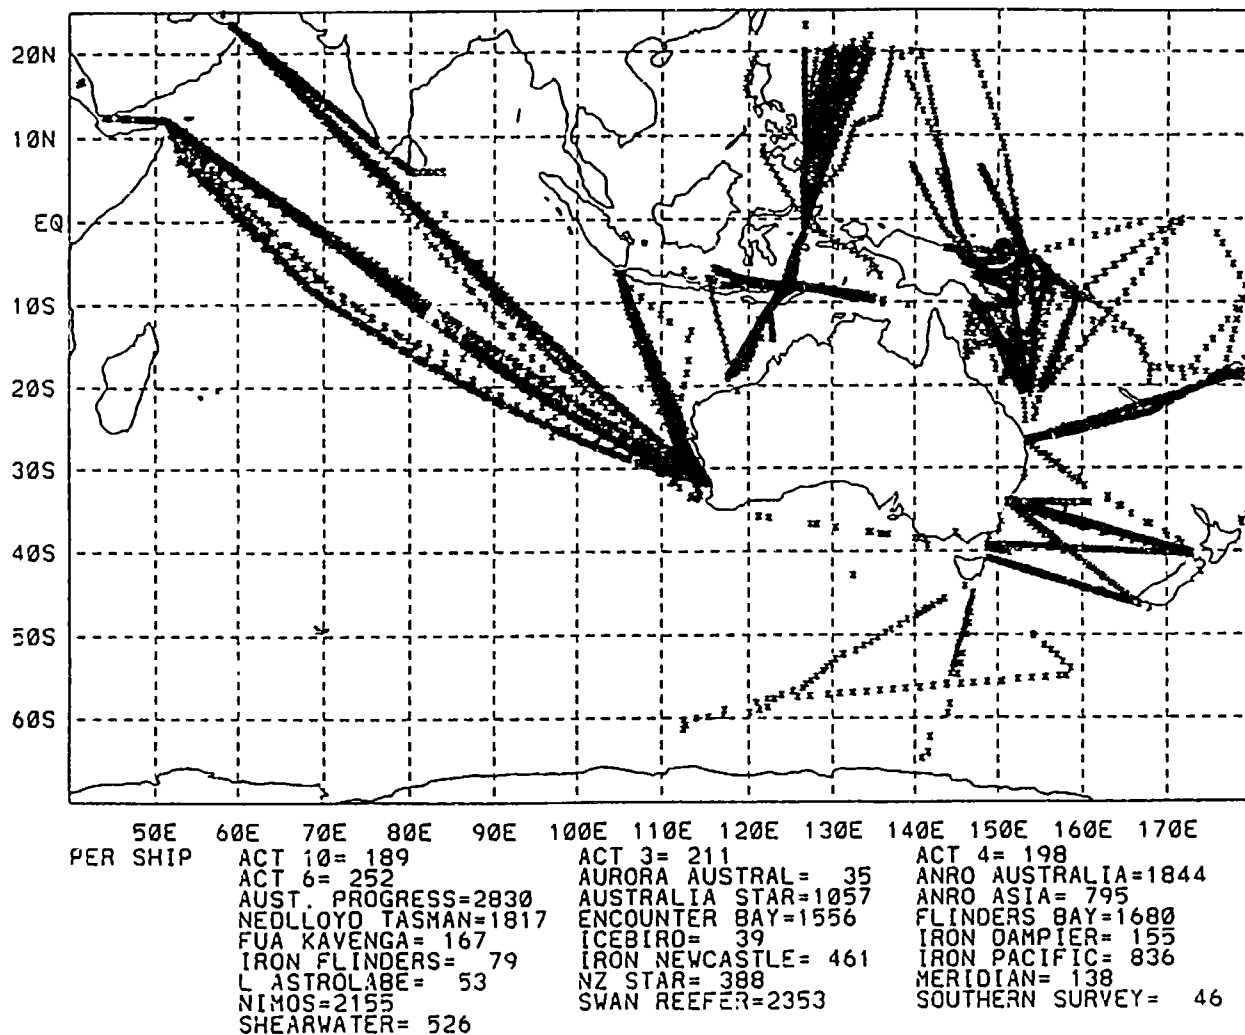 20N
10N
EQ
10S
20S
30S
40S
50S
60S
50E 60E 70E 80E 90E 100E 110E 120E 130E 140E 150E 160E 170E
PER SHIP ACT 10= 189 ACT 3= 211 ACT 4= 198
ACT 6= 252 AURORA AUSTRAL= 35 ANRO AUSTRALIA=1844
AUST. PROGRESS=2830 AUSTRALIA STAR=1057 ANRO ASIA= 795
NEDLLOYD TASMAN=1817 ENCOUNTER BAY=1556 FLINDERS BAY=1680
FUA KAVENGA= 167 ICEBIRD= 39 IRON DAMPIER= 155
IRON FLINDERS= 79 IRON NEWCASTLE= 461 IRON PACIFIC= 836
L ASTROLABE= 53 NZ STAR= 388 MERIDIAN= 138
NIMOS=2155 SWAN REEFER=2353 SOUTHERN SURVEY= 46
SHEARWATER= 526